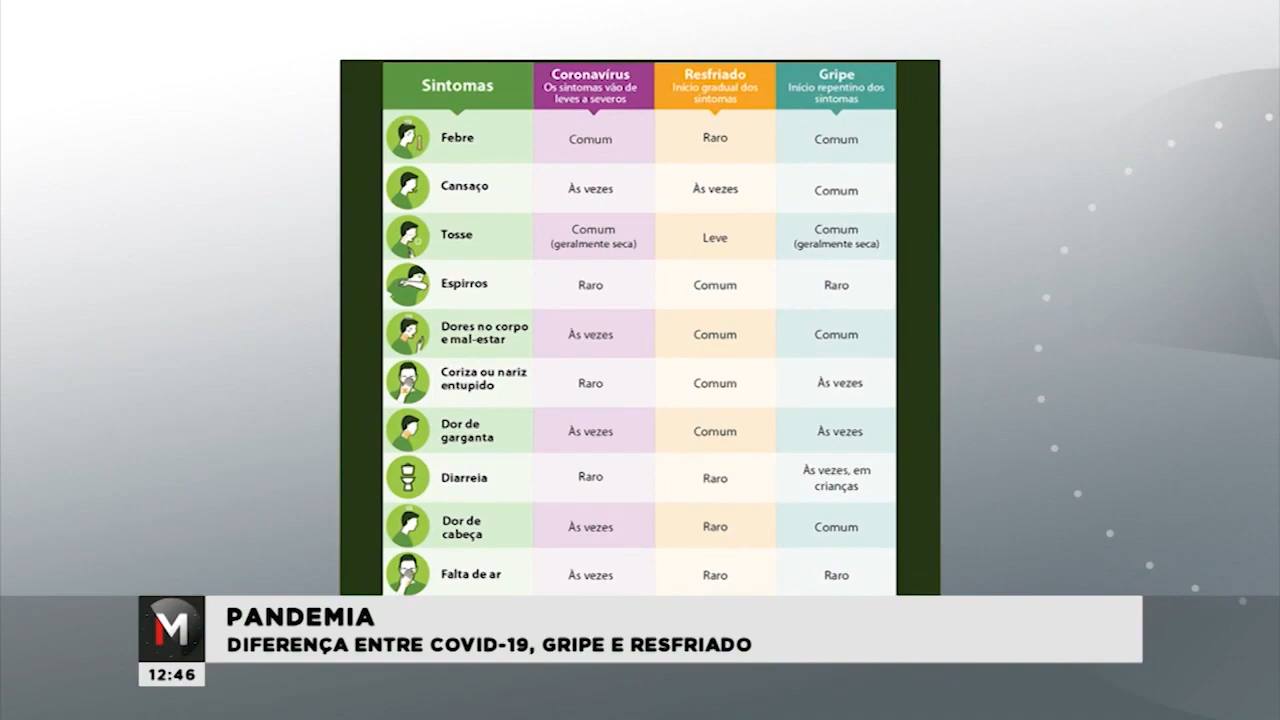 Sintomas
Coronavírus
Os sintomas vão de
leves a severos
Resfriado
Início gradual dos
sintomas
Gripe
Início repentino dos
sintomas
Febre
Comum
Raro
Comum
Cansaço
Às vezes
Às vezes
Comum
Tosse
Comum
(geralmente seca)
Leve
Comum
(geralmente seca)
Espirros
Raro
Comum
Raro
Dores no corpo
e mal-estar
Às vezes
Comum
Comum
Coriza ou nariz
entupido
Raro
Comum
Às vezes
Dor de
garganta
Às vezes
Comum
Às vezes
Diarreia
Raro
Raro
Às vezes, em
crianças
Dor de
cabeça
Às vezes
Raro
Comum
Falta de ar
Às vezes
Raro
Raro
M
PANDEMIA
DIFERENÇA ENTRE COVID-19, GRIPE E RESFRIADO
12:46